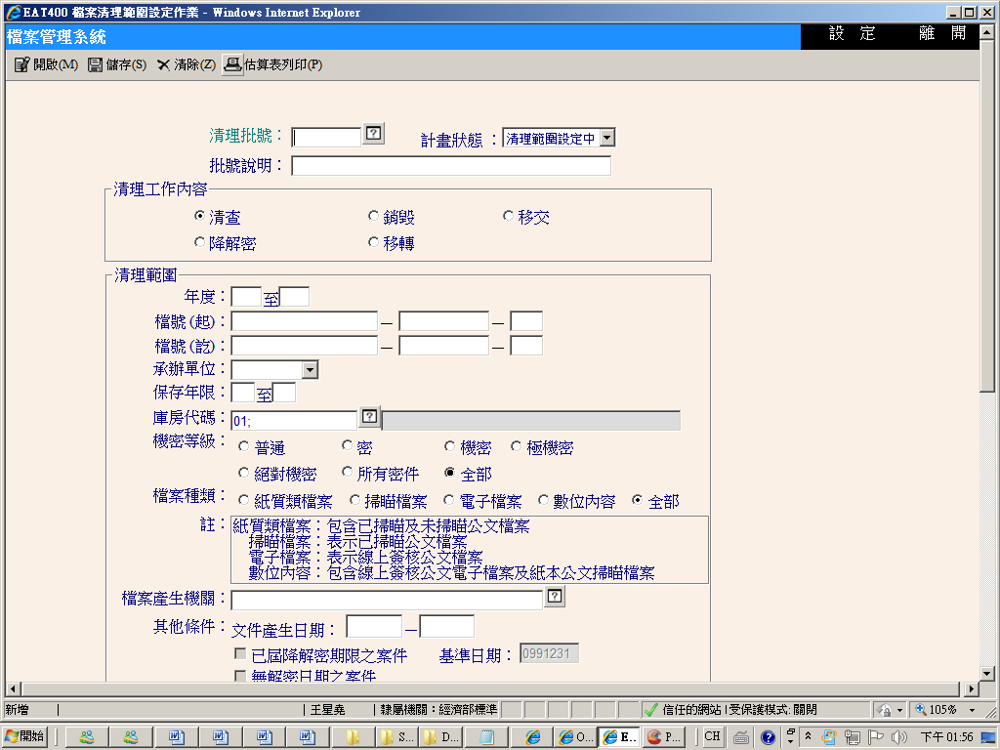 EAT400 檔案清理範圍設定作業 - Windows Internet Explorer
檔案管理系統 設 定 離 開
開啟(M) 儲存(S) 清除(Z) 估算表列印(P)
清理批號： ? 計畫狀態 ： 清理範圍設定中
批號說明：
清理工作內容
清查 銷毀 移交
降解密 移轉
清理範圍
年度： 至
檔號(起)： — —
檔號(訖)： — —
承辦單位：
保存年限： 至
庫房代碼： 01; ?
機密等級： 普通 密 機密 極機密
絕對機密 所有密件 全部
檔案種類： 紙質類檔案 掃瞄檔案 電子檔案 數位內容 全部
註： 紙質類檔案：包含已掃瞄及未掃瞄公文檔案
掃瞄檔案：表示已掃瞄公文檔案
電子檔案：表示線上簽核公文檔案
數位內容：包含線上簽核公文電子檔案及紙本公文掃瞄檔案
檔案產生機關： ?
其他條件： 文件產生日期： —
已屆降解密期限之案件 基準日期： 0991231
無解密日期之案件
新增 | | 王星堯 | 隸屬機關：經濟部標準 信任的網站 | 受保護模式: 關閉 105%
開始 S... D... O... E... P... CH 下午 01:56